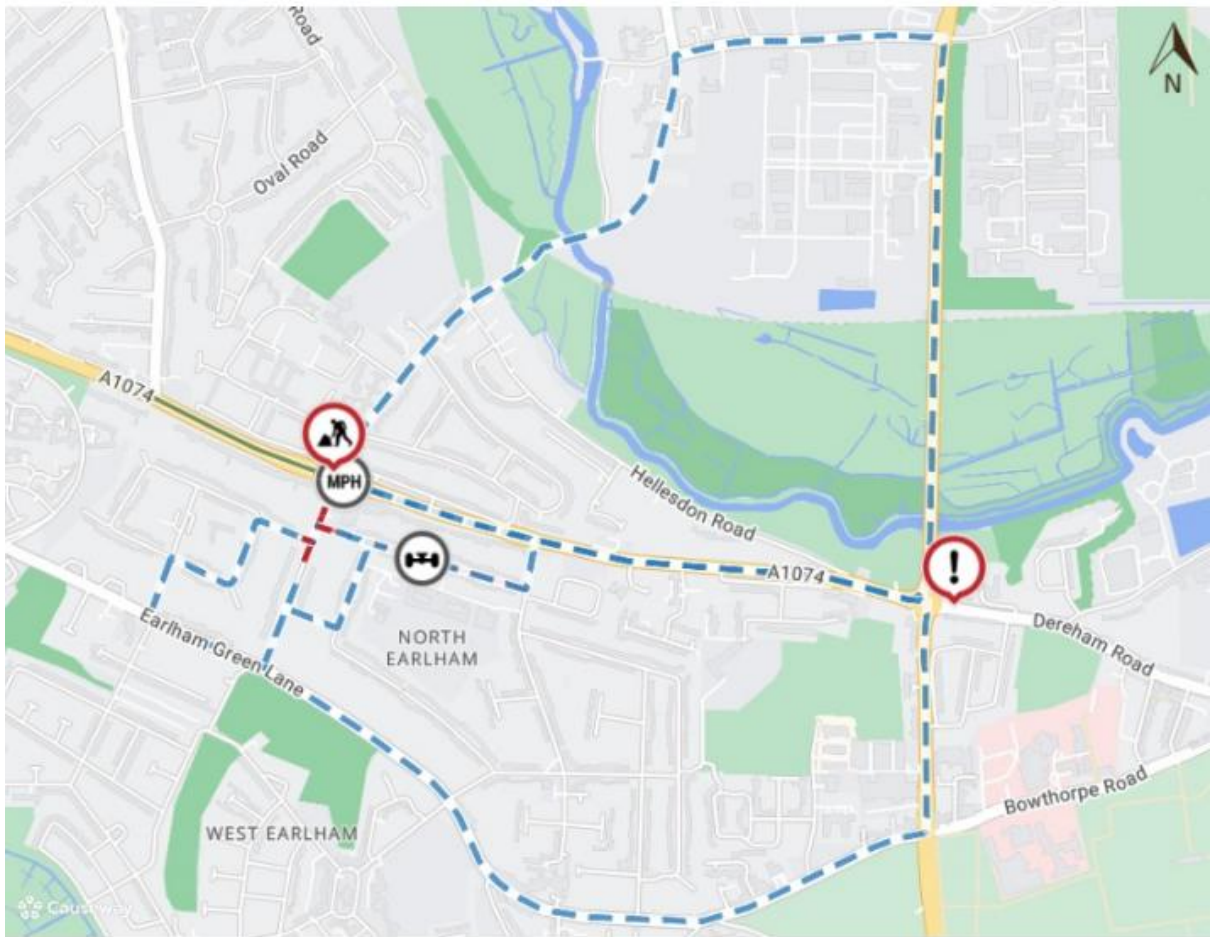 Road
Road
N
Oval Road
A1074
MPH
Hellesdon Road
A1074
!
Dereham Road
NORTH
EARLHAM
Earlham Green Lane
Bowthorpe Road
WEST EARLHAM
Causeway